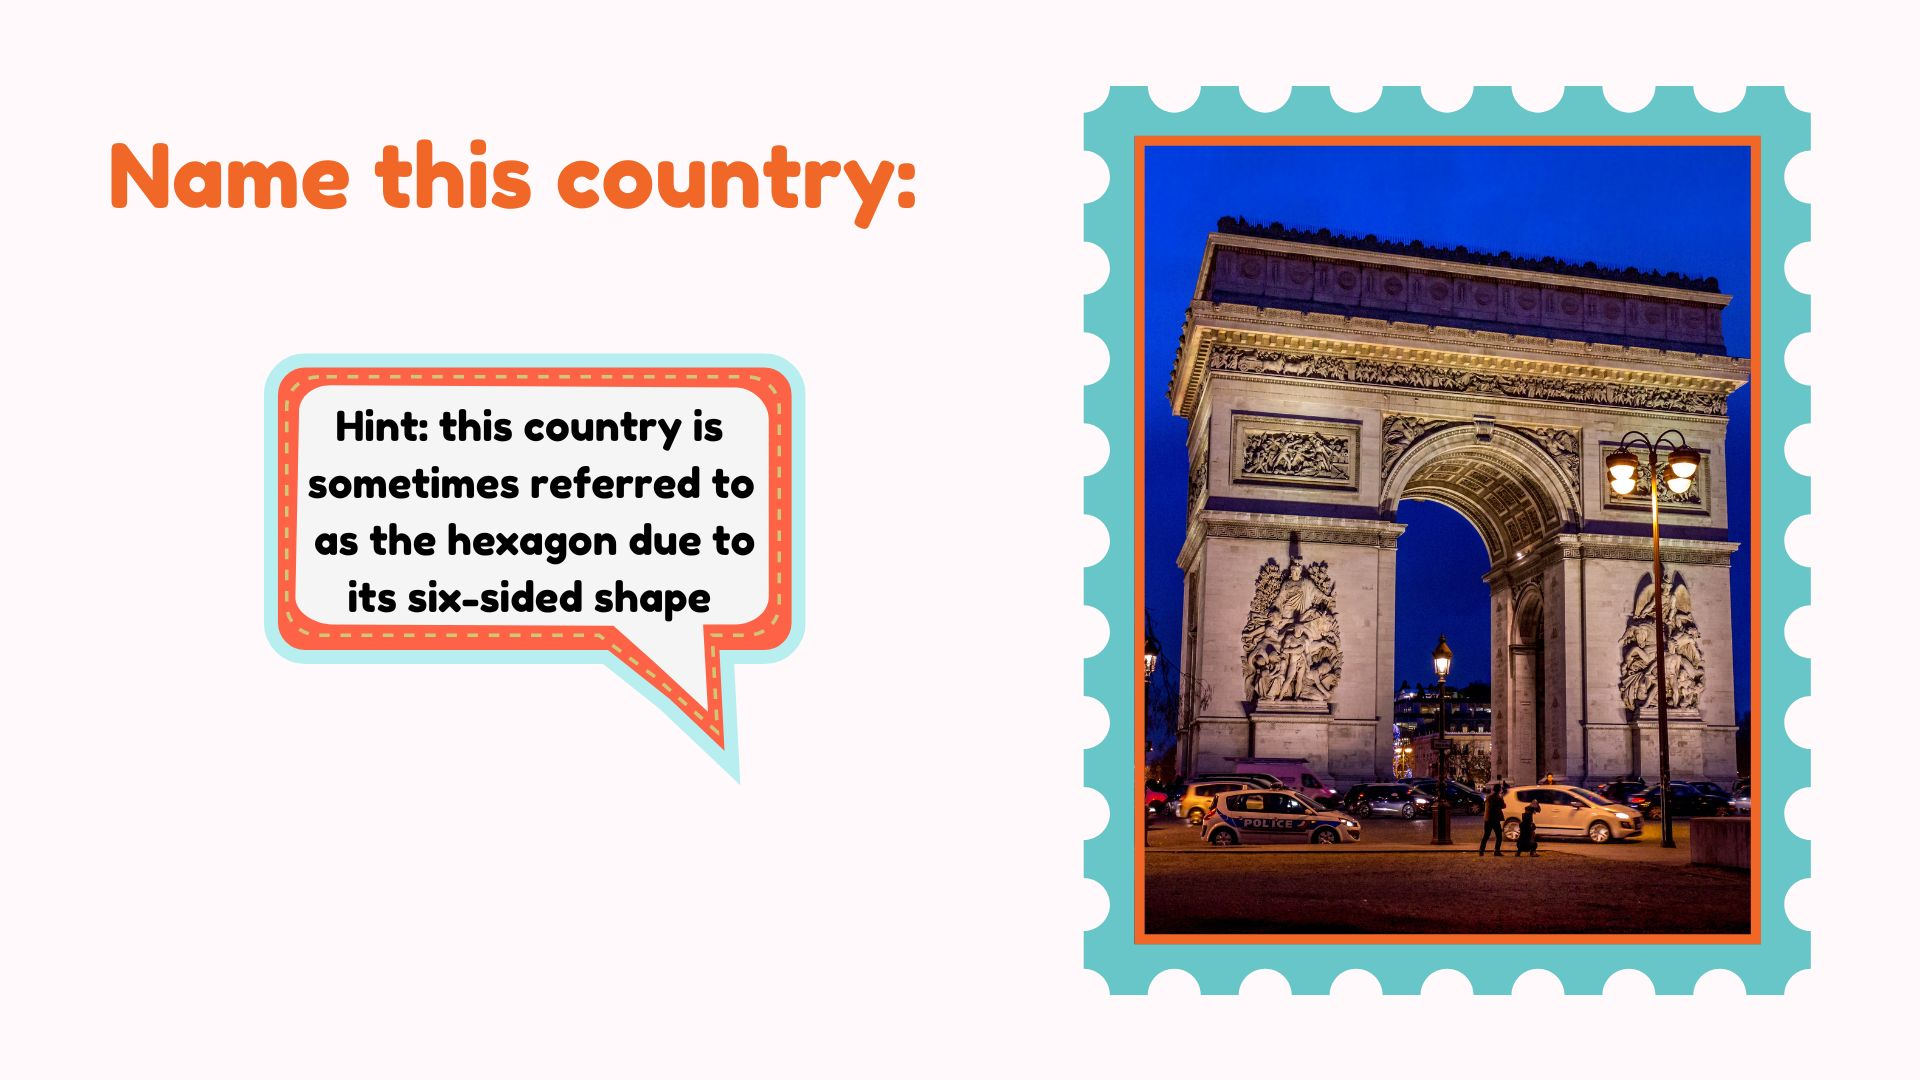 Name this country:
Hint: this country is
sometimes referred to
as the hexagon due to
its six-sided shape
POLICE